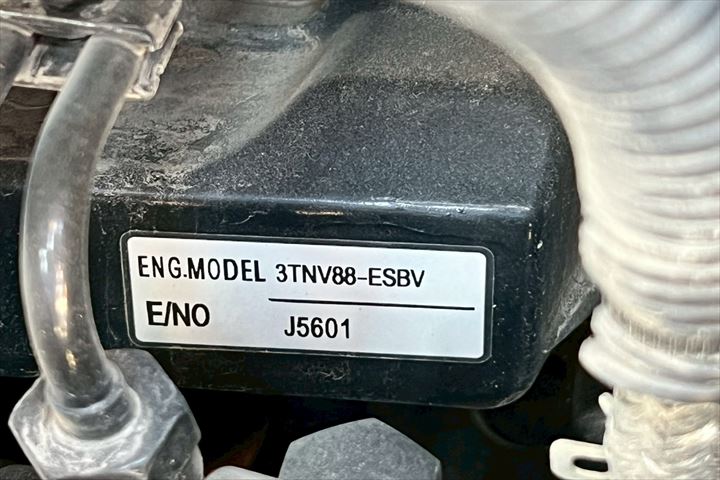 ENG.MODEL 3TNV88-ESBV
E/NO J5601